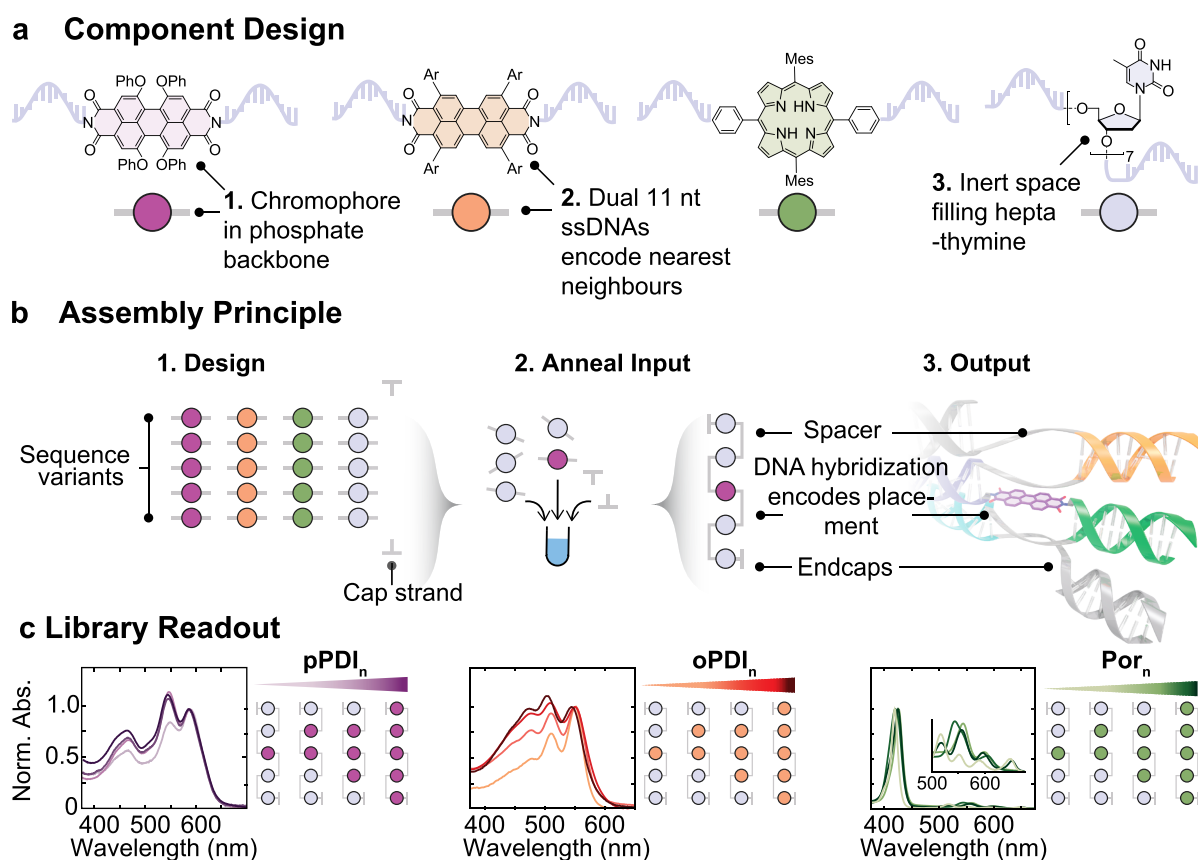 a Component Design
PhO OPh
O O
N N
O O
PhO OPh
Ar Ar
O O
N N
O O
Ar Ar
Mes
N HN
NH N
Mes
O
NH
N O
O
O
O
7
1. Chromophore
in phosphate
backbone
2. Dual 11 nt
ssDNAs
encode nearest
neighbours
3. Inert space
filling hepta
-thymine
b Assembly Principle
1. Design
2. Anneal Input
3. Output
Sequence
variants
Cap strand
Spacer
DNA hybridization
encodes place-
ment
Endcaps
c Library Readout
pPDIn
oPDIn
Porn
Norm. Abs.
1.0
0.5
0
400 500 600
Wavelength (nm)
400 500 600
Wavelength (nm)
500 600
400 500 600
Wavelength (nm)